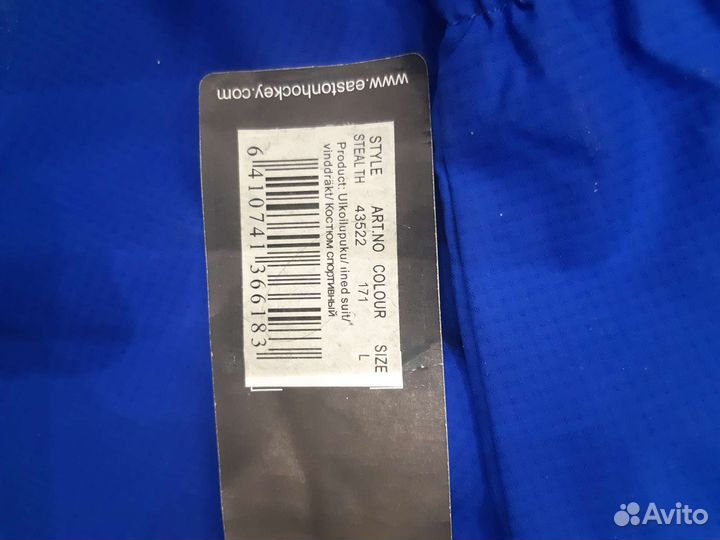 www.eastonhockey.com
STYLE ART.NO COLOUR SIZE
STEALTH 43522 171 L
Product: Ulkoilupuku/ lined suit/
vinddräkt/ Костюм спортивный
6 410741 366183
Avito